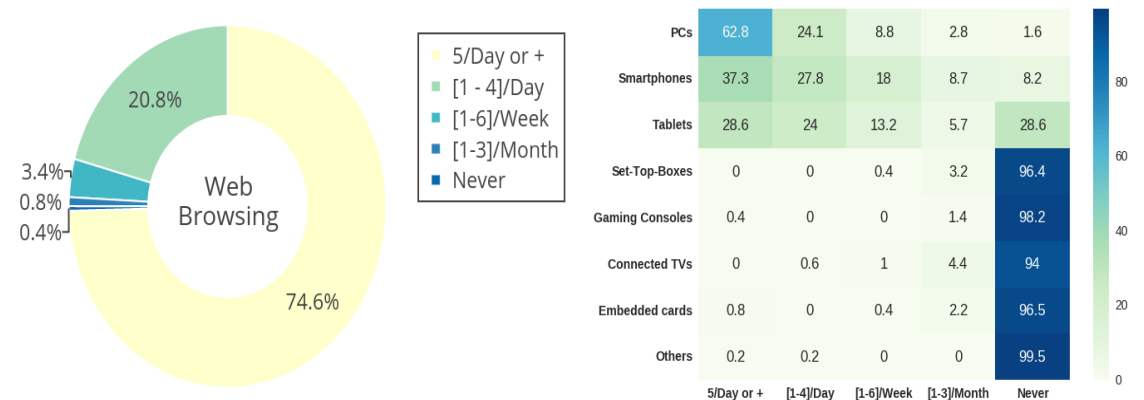 20.8%
3.4%
0.8%
0.4%
Web
Browsing
74.6%
5/Day or +
[1 - 4]/Day
[1-6]/Week
[1-3]/Month
Never
PCs 62.8 24.1 8.8 2.8 1.6
Smartphones 37.3 27.8 18 8.7 8.2
Tablets 28.6 24 13.2 5.7 28.6
Set-Top-Boxes 0 0 0.4 3.2 96.4
Gaming Consoles 0.4 0 0 1.4 98.2
Connected TVs 0 0.6 1 4.4 94
Embedded cards 0.8 0 0.4 2.2 96.5
Others 0.2 0.2 0 0 99.5
5/Day or + [1-4]/Day [1-6]/Week [1-3]/Month Never
80
60
40
20
0